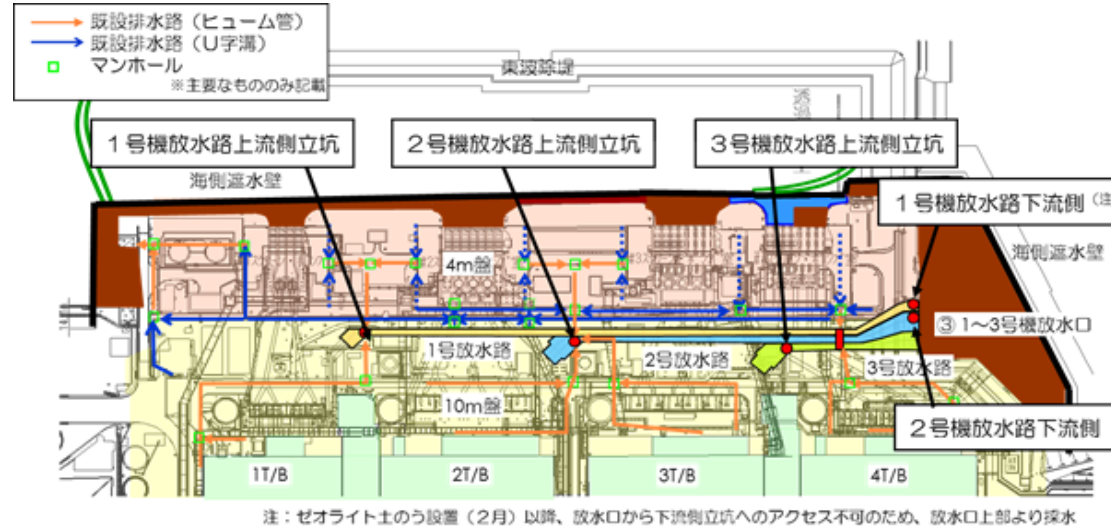 既設排水路（ヒューム管）
既設排水路（U字溝）
マンホール
※主要なもののみ記載
東波除堤
1号機放水路上流側立坑
2号機放水路上流側立坑
3号機放水路上流側立坑
海側遮水壁
1号機放水路下流側（注
海側遮水壁
4m盤
③1～3号機放水口
1号放水路
2号放水路
3号放水路
10m盤
2号機放水路下流側
1T/B
2T/B
3T/B
4T/B
注：ゼオライト土のう設置（2月）以降、放水口から下流側立坑へのアクセス不可のため、放水口上部より採水